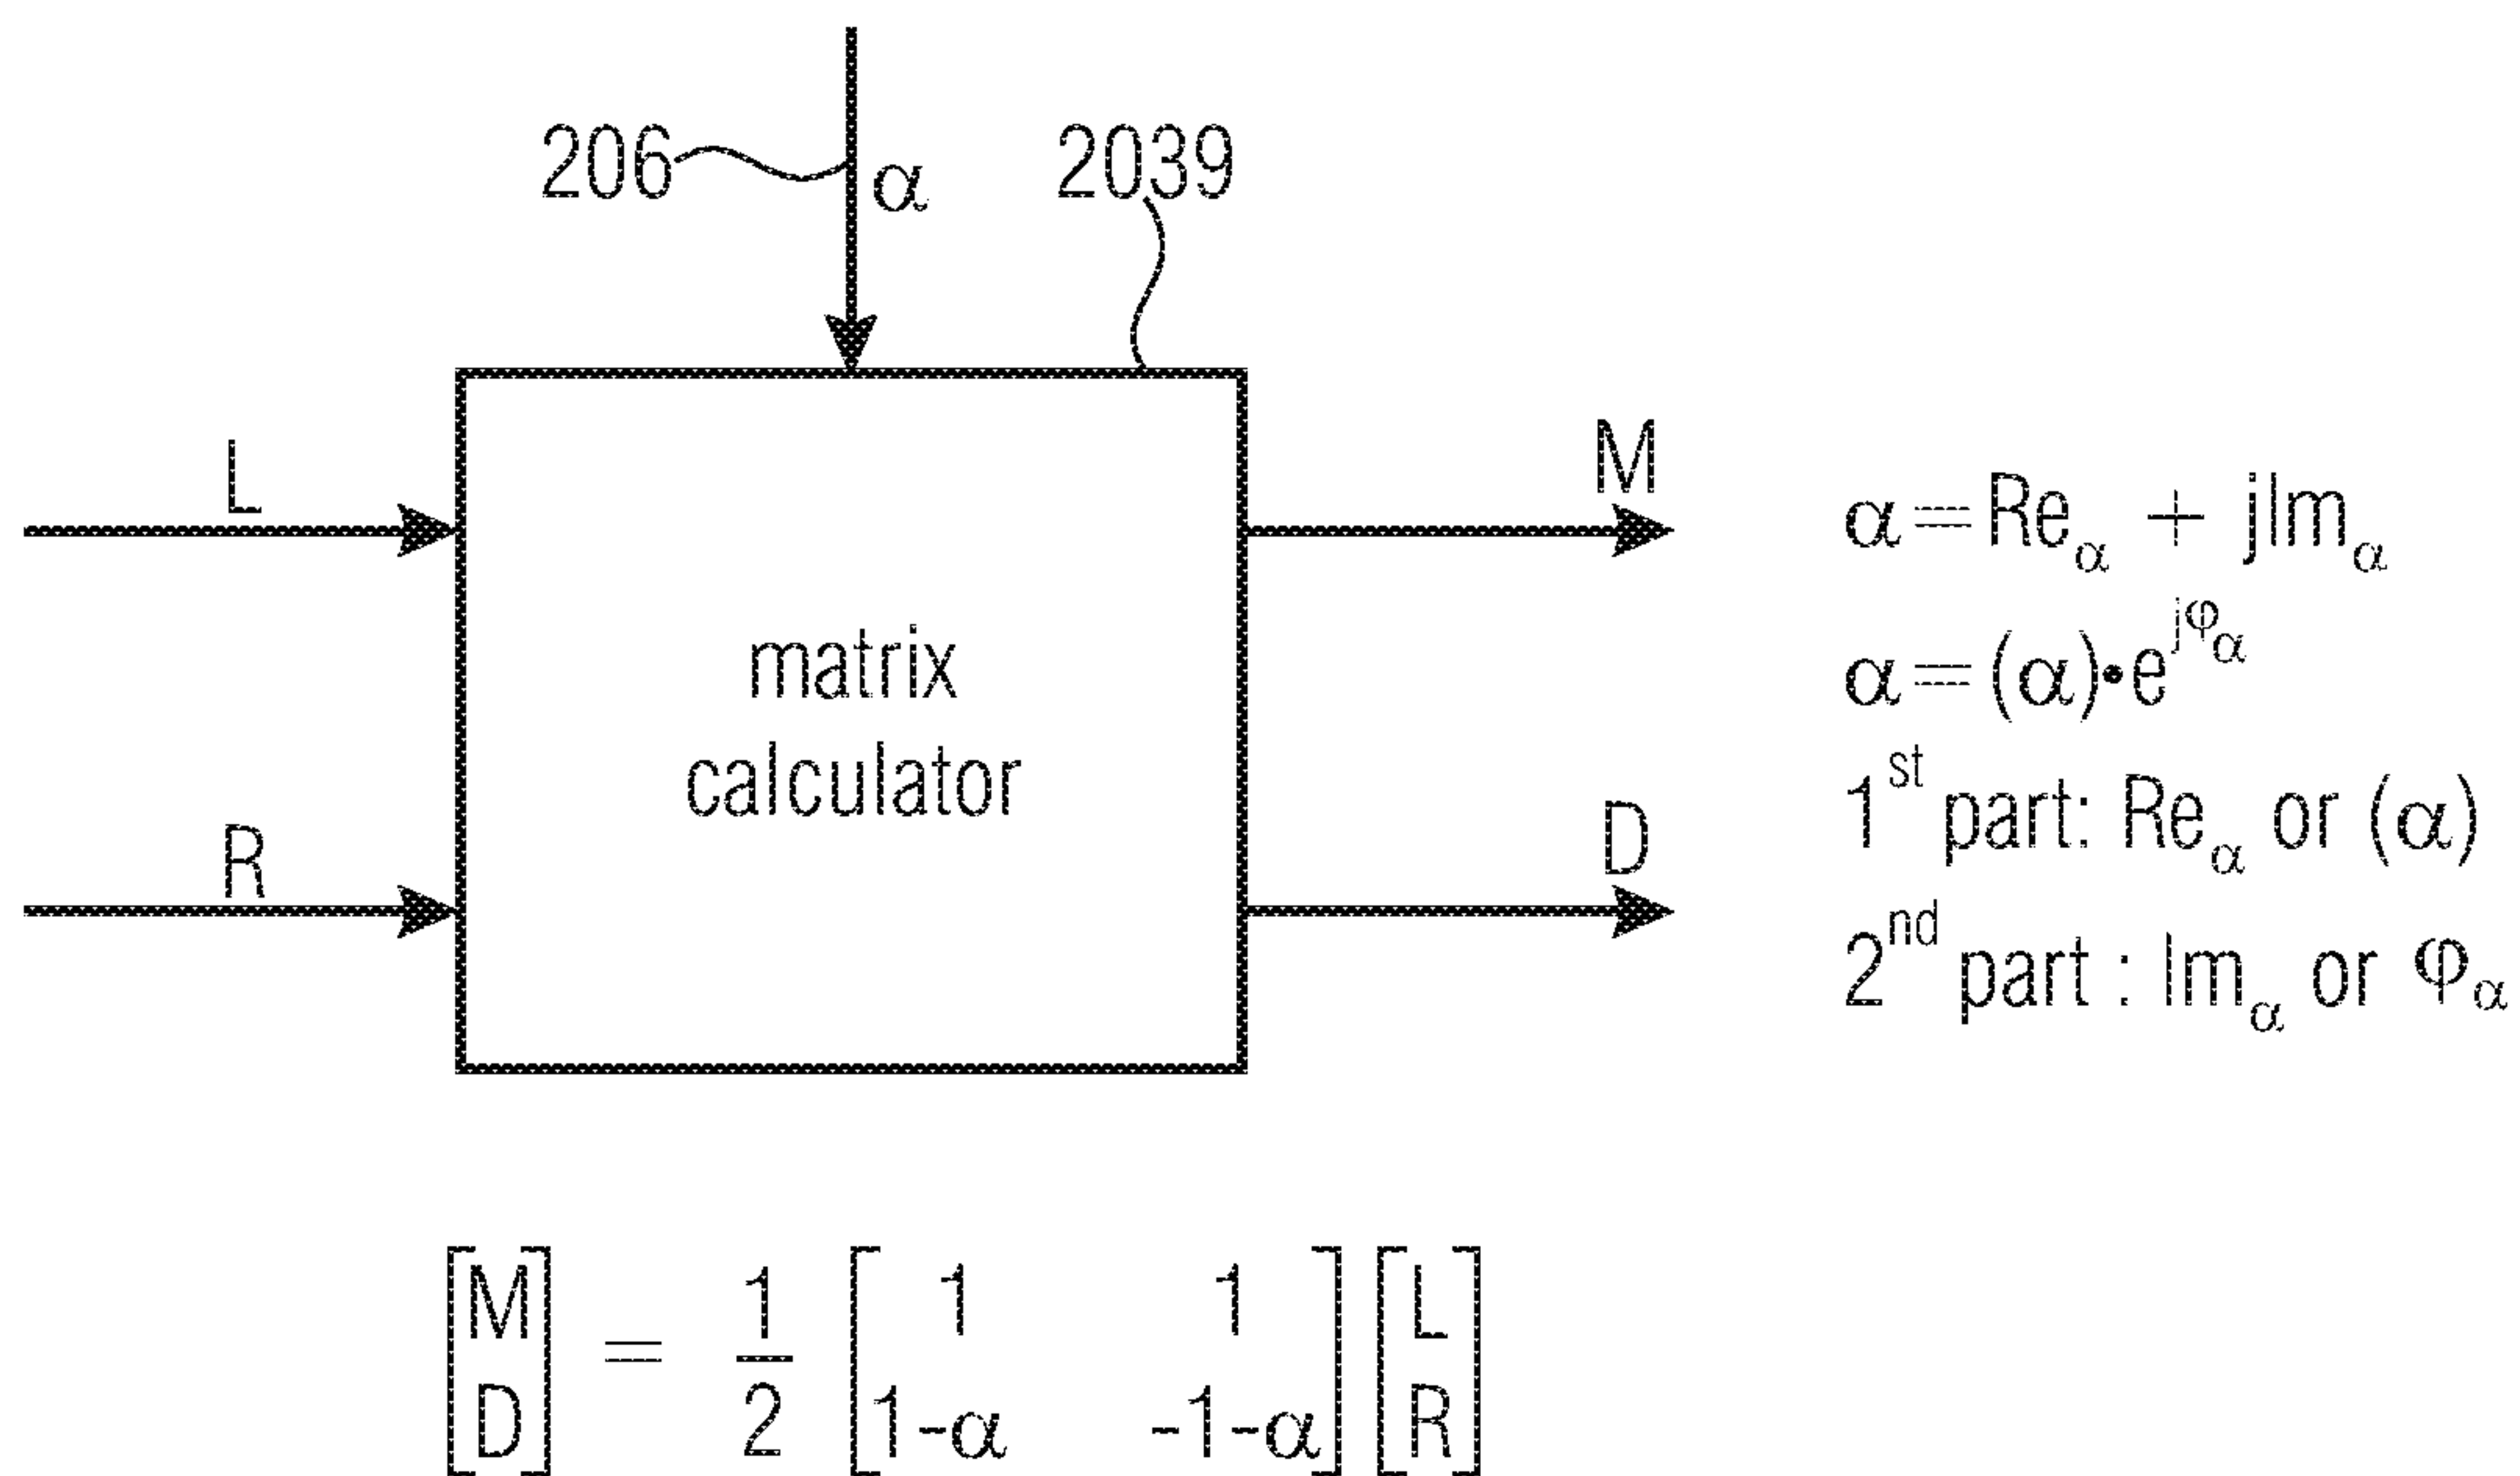 206 α 2039
L
M
α = Re_α + jIm_α
α = (α)•e^{jφ_α}
matrix
calculator
1^{st} part: Re_α or (α)
R
D
2^{nd} part : Im_α or φ_α
[M D] = 1/2 [1 1 1-α -1-α] [L R]